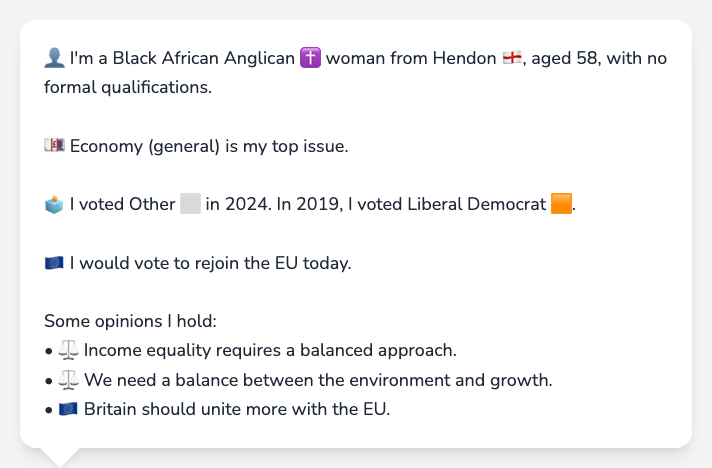 👤 I'm a Black African Anglican ✝️ woman from Hendon 🏴󠁧󠁢󠁥󠁮󠁧󠁿, aged 58, with no
formal qualifications.
💷 Economy (general) is my top issue.
🗳️ I voted Other ⬜ in 2024. In 2019, I voted Liberal Democrat 🟧.
🇪🇺 I would vote to rejoin the EU today.
Some opinions I hold:
• ⚖️ Income equality requires a balanced approach.
• ⚖️ We need a balance between the environment and growth.
• 🇪🇺 Britain should unite more with the EU.